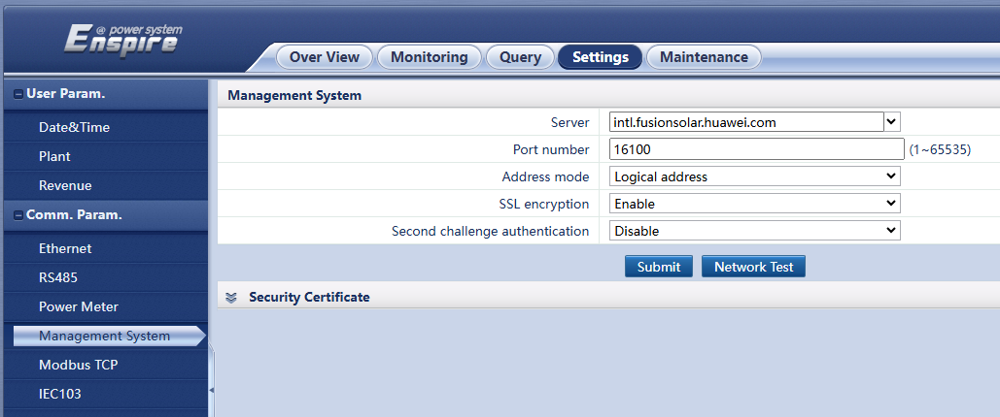 @ power system
Enspire
Over View Monitoring Query Settings Maintenance
User Param.
Date&Time
Plant
Revenue
Comm. Param.
Ethernet
RS485
Power Meter
Management System
Modbus TCP
IEC103
Management System
Server intl.fusionsolar.huawei.com
Port number 16100 (1~65535)
Address mode Logical address
SSL encryption Enable
Second challenge authentication Disable
Submit Network Test
Security Certificate